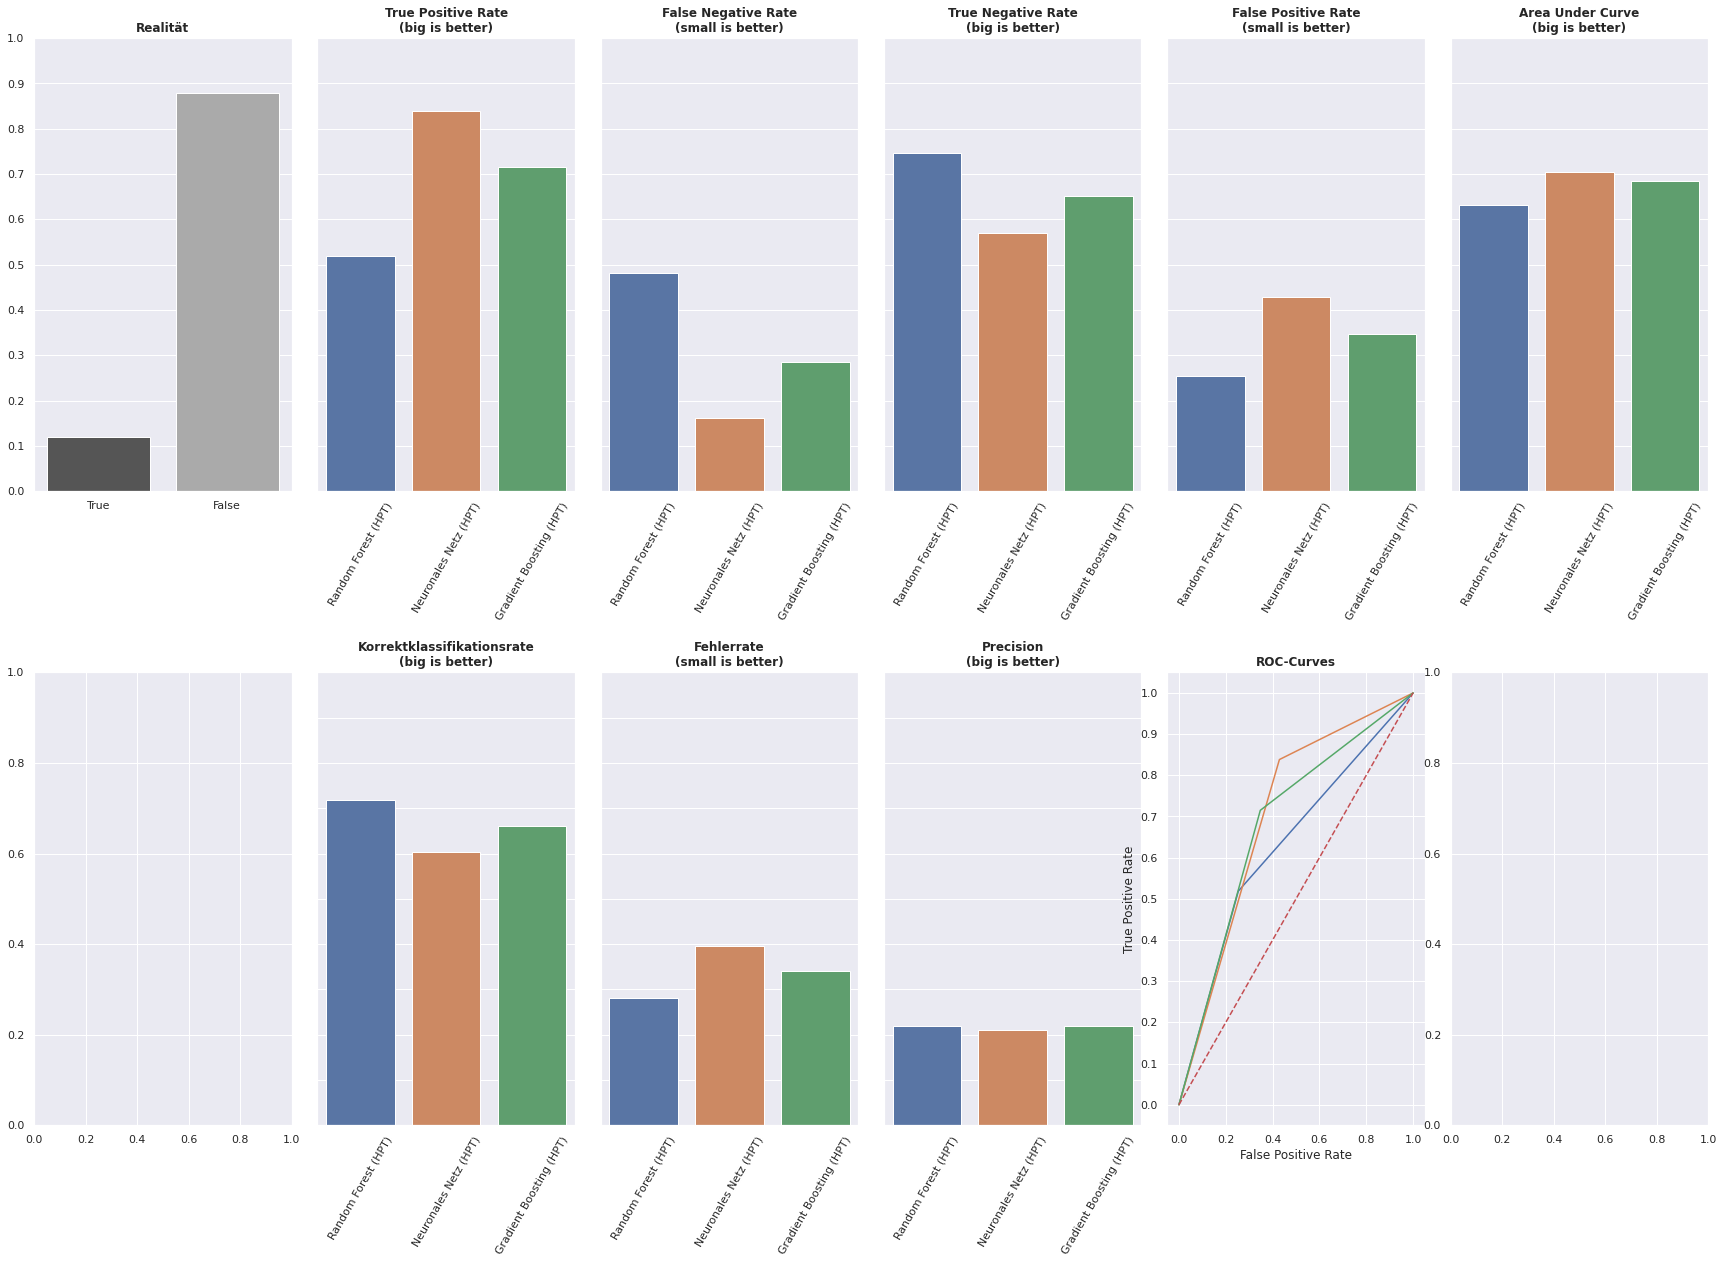 Realität
True Positive Rate
(big is better)
False Negative Rate
(small is better)
True Negative Rate
(big is better)
False Positive Rate
(small is better)
Area Under Curve
(big is better)
1.0
0.9
0.8
0.7
0.6
0.5
0.4
0.3
0.2
0.1
0.0
True
False
Random Forest (HPT)
Neuronales Netz (HPT)
Gradient Boosting (HPT)
Random Forest (HPT)
Neuronales Netz (HPT)
Gradient Boosting (HPT)
Random Forest (HPT)
Neuronales Netz (HPT)
Gradient Boosting (HPT)
Random Forest (HPT)
Neuronales Netz (HPT)
Gradient Boosting (HPT)
Random Forest (HPT)
Neuronales Netz (HPT)
Gradient Boosting (HPT)
1.0
0.8
0.6
0.4
0.2
0.0
0.0 0.2 0.4 0.6 0.8 1.0
Korrektklassifikationsrate
(big is better)
Random Forest (HPT)
Neuronales Netz (HPT)
Gradient Boosting (HPT)
Fehlerrate
(small is better)
Random Forest (HPT)
Neuronales Netz (HPT)
Gradient Boosting (HPT)
Precision
(big is better)
Random Forest (HPT)
Neuronales Netz (HPT)
Gradient Boosting (HPT)
ROC-Curves
True Positive Rate
1.0
0.9
0.8
0.7
0.6
0.5
0.4
0.3
0.2
0.1
0.0
0.0 0.2 0.4 0.6 0.8 1.0
False Positive Rate
1.0
0.8
0.6
0.4
0.2
0.0
0.0 0.2 0.4 0.6 0.8 1.0